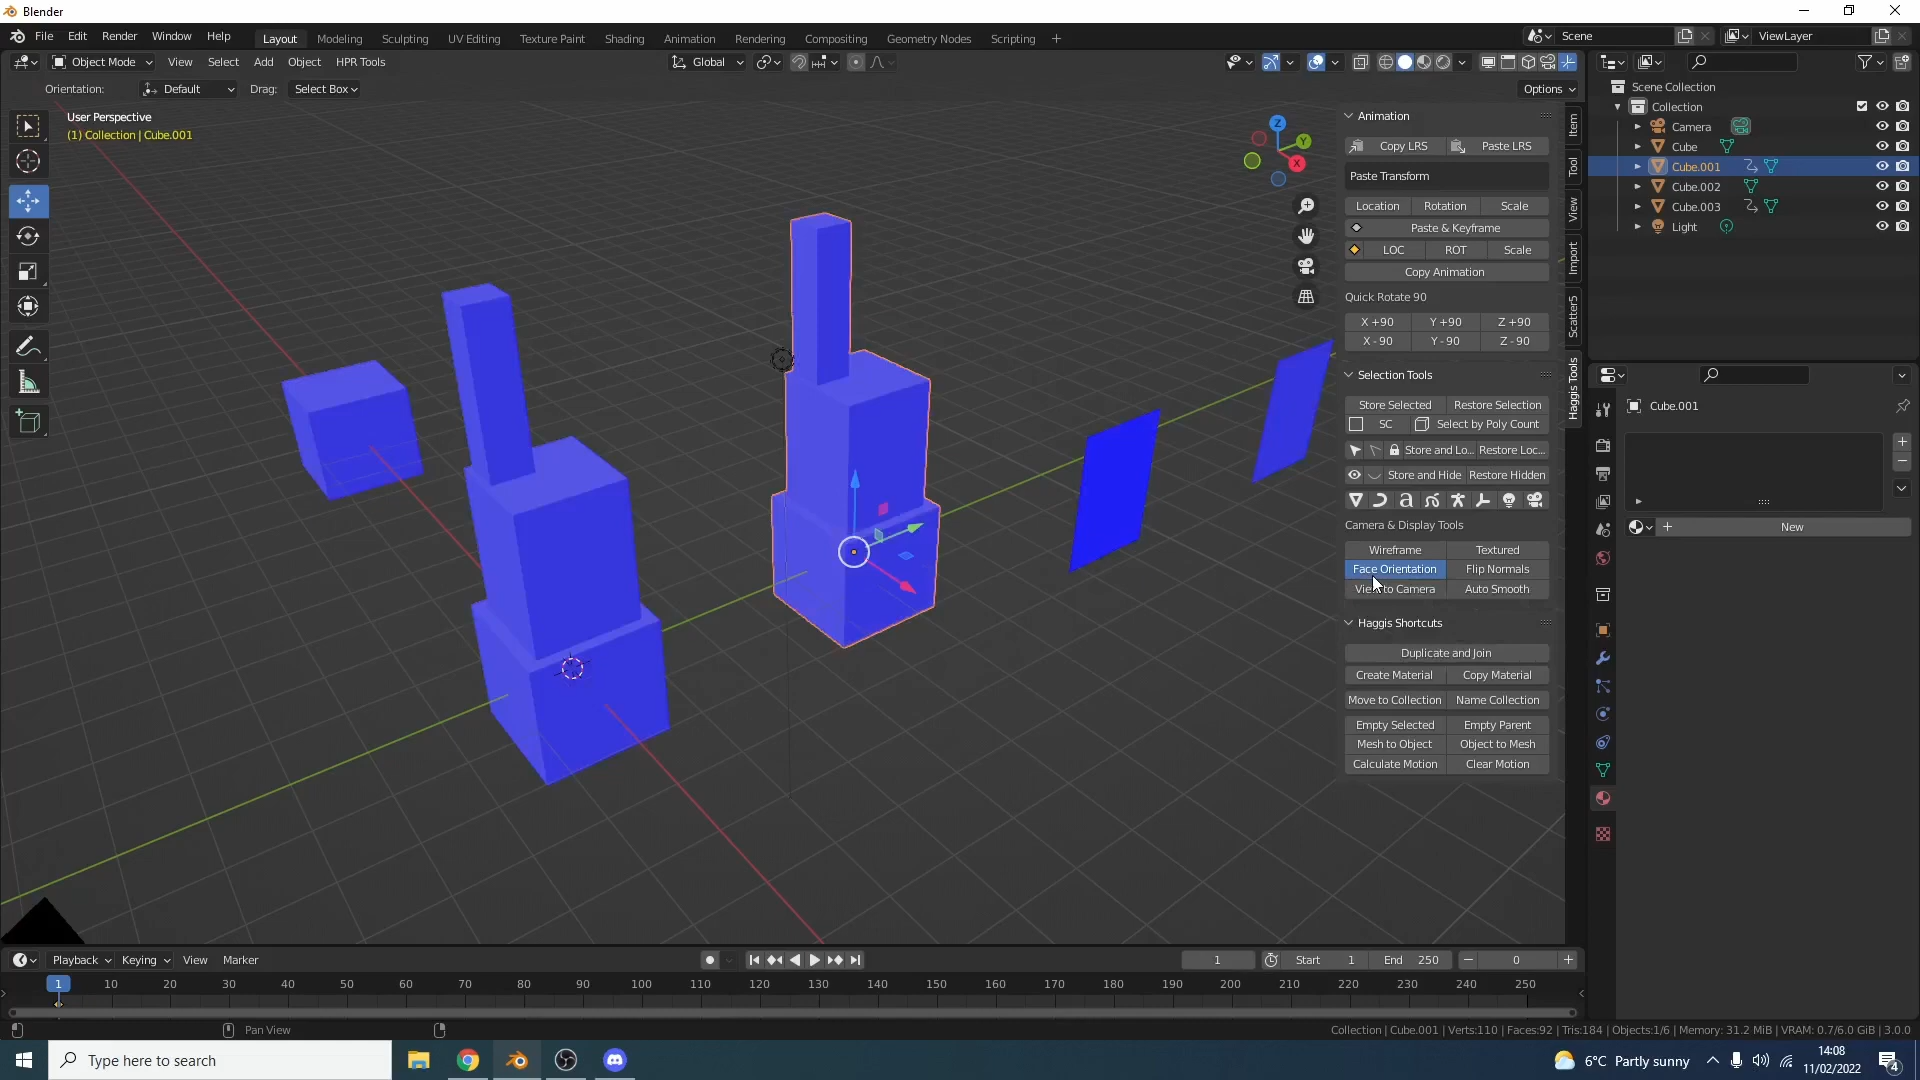 Blender
File Edit Render Window Help
Layout Modeling Sculpting UV Editing Texture Paint Shading Animation Rendering Compositing Geometry Nodes Scripting
Scene ViewLayer
Object Mode View Select Add Object HPR Tools Global
Orientation: Default Drag: Select Box Options
User Perspective
(1) Collection | Cube.001
Z
Y
X
Animation
Copy LRS Paste LRS
Paste Transform
Location Rotation Scale
Paste & Keyframe
LOC ROT Scale
Copy Animation
Quick Rotate 90
X +90 Y +90 Z +90
X - 90 Y - 90 Z - 90
Selection Tools
Store Selected Restore Selection
SC Select by Poly Count
Store and Lo... Restore Loc...
Store and Hide Restore Hidden
Camera & Display Tools
Wireframe Textured
Face Orientation Flip Normals
Auto Smooth
Haggis Shortcuts
Duplicate and Join
Create Material Copy Material
Move to Collection Name Collection
Empty Selected Empty Parent
Mesh to Object Object to Mesh
Calculate Motion Clear Motion
Item
Tool
View
Import
Scatter5
Haggis Tools
Scene Collection
Collection
Camera
Cube
Cube.001
Cube.002
Cube.003
Light
Cube.001
New
Playback Keying View Marker
1 Start 1 End 250 0
1 10 20 30 40 50 60 70 80 90 100 110 120 130 140 150 160 170 180 190 200 210 220 230 240 250
Pan View
Collection | Cube.001 | Verts:110 | Faces:92 | Tris:184 | Objects:1/6 | Memory: 31.2 MiB | VRAM: 0.7/6.0 GiB | 3.0.0
Type here to search
6°C Partly sunny
14:08
11/02/2022
4